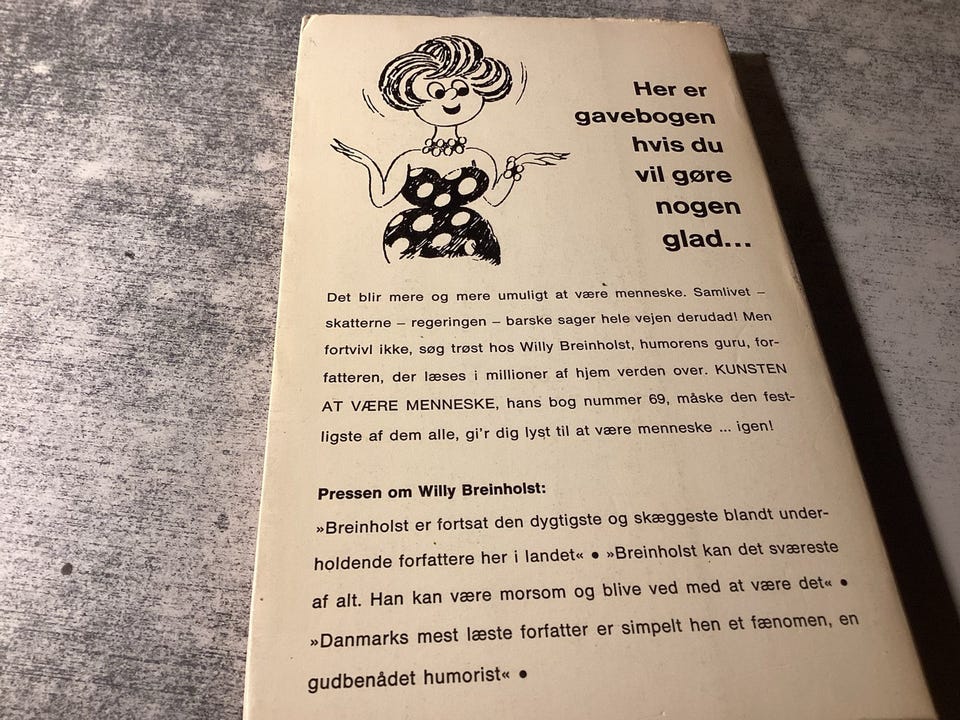 Her er
gavebogen
hvis du
vil gøre
nogen
glad...
Det blir mere og mere umuligt at være menneske. Samlivet –
skatterne – regeringen – barske sager hele vejen derudad! Men
fortvivl ikke, søg trøst hos Willy Breinholst, humorens guru, for-
fatteren, der læses i millioner af hjem verden over. KUNSTEN
AT VÆRE MENNESKE, hans bog nummer 69, måske den fest-
ligste af dem alle, gi'r dig lyst til at være menneske ... igen!
Pressen om Willy Breinholst:
»Breinholst er fortsat den dygtigste og skæggeste blandt under-
holdende forfattere her i landet« ● »Breinholst kan det sværeste
af alt. Han kan være morsom og blive ved med at være det« ●
»Danmarks mest læste forfatter er simpelt hen et fænomen, en
gudbenådet humorist« ●